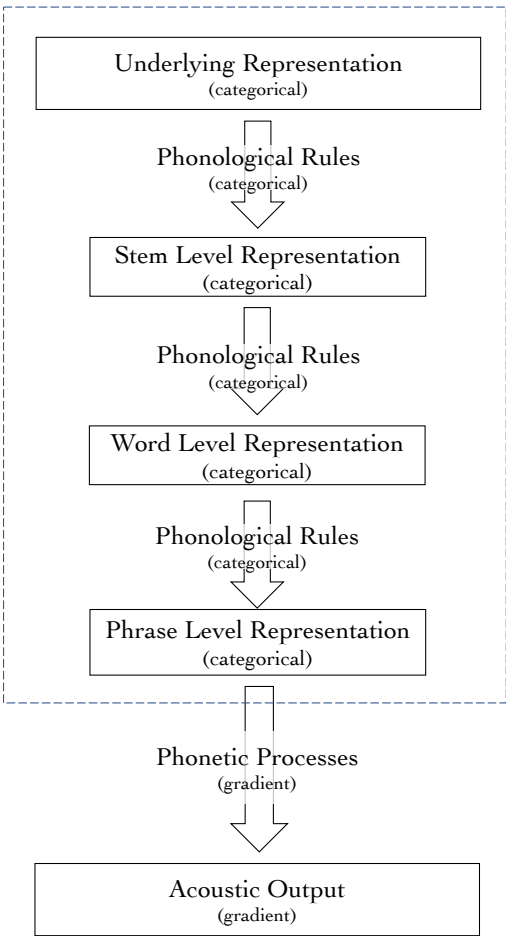 Underlying Representation
(categorical)
Phonological Rules
(categorical)
Stem Level Representation
(categorical)
Phonological Rules
(categorical)
Word Level Representation
(categorical)
Phonological Rules
(categorical)
Phrase Level Representation
(categorical)
Phonetic Processes
(gradient)
Acoustic Output
(gradient)